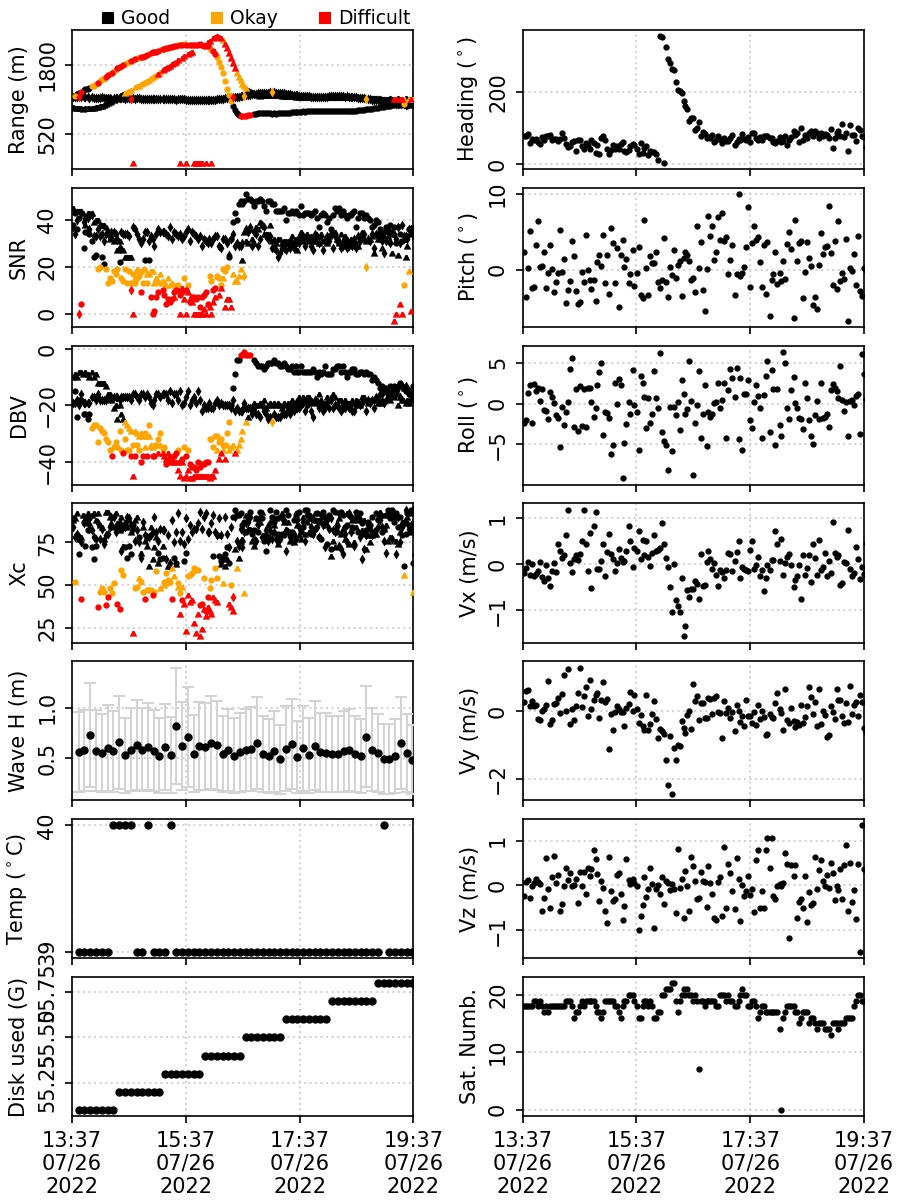 Good Okay Difficult
Range (m)
1800
520
Heading (°)
200
0
SNR
40
20
0
Pitch (°)
10
0
DBV
0
−20
−40
Roll (°)
5
0
−5
Xc
75
50
25
Vx (m/s)
1
0
−1
Wave H (m)
1.0
0.5
Vy (m/s)
0
−2
Temp (°C)
40
39
Vz (m/s)
1
0
−1
Disk used (G)
55.75
55.5
55.25
Sat. Numb.
20
10
0
13:37 15:37 17:37 19:37
07/26 07/26 07/26 07/26
2022 2022 2022 2022
13:37 15:37 17:37 19:37
07/26 07/26 07/26 07/26
2022 2022 2022 2022